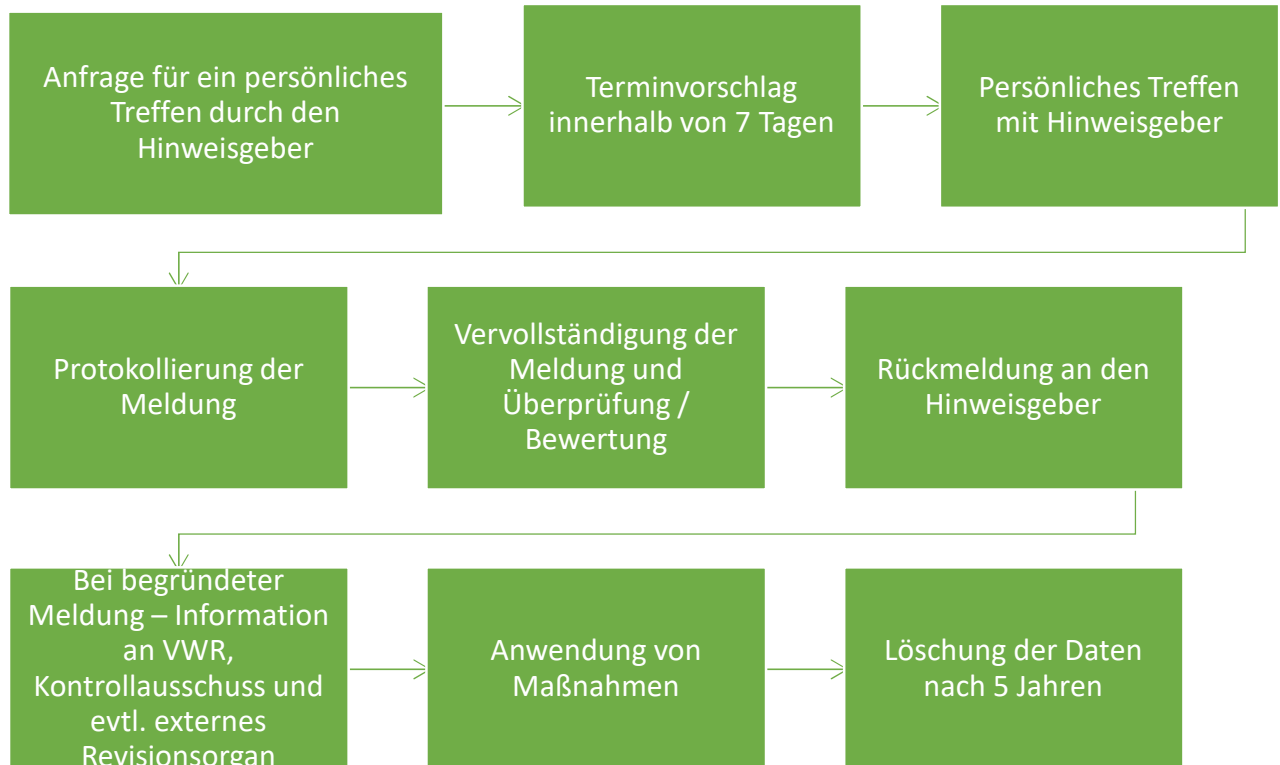 Anfrage für ein persönliches
Treffen durch den
Hinweisgeber
Terminvorschlag
innerhalb von 7 Tagen
Persönliches Treffen
mit Hinweisgeber
Protokollierung der
Meldung
Vervollständigung der
Meldung und
Überprüfung /
Bewertung
Rückmeldung an den
Hinweisgeber
Bei begründeter
Meldung – Information
an VWR,
Kontrollausschuss und
evtl. externes
Revisionsorgan
Anwendung von
Maßnahmen
Löschung der Daten
nach 5 Jahren